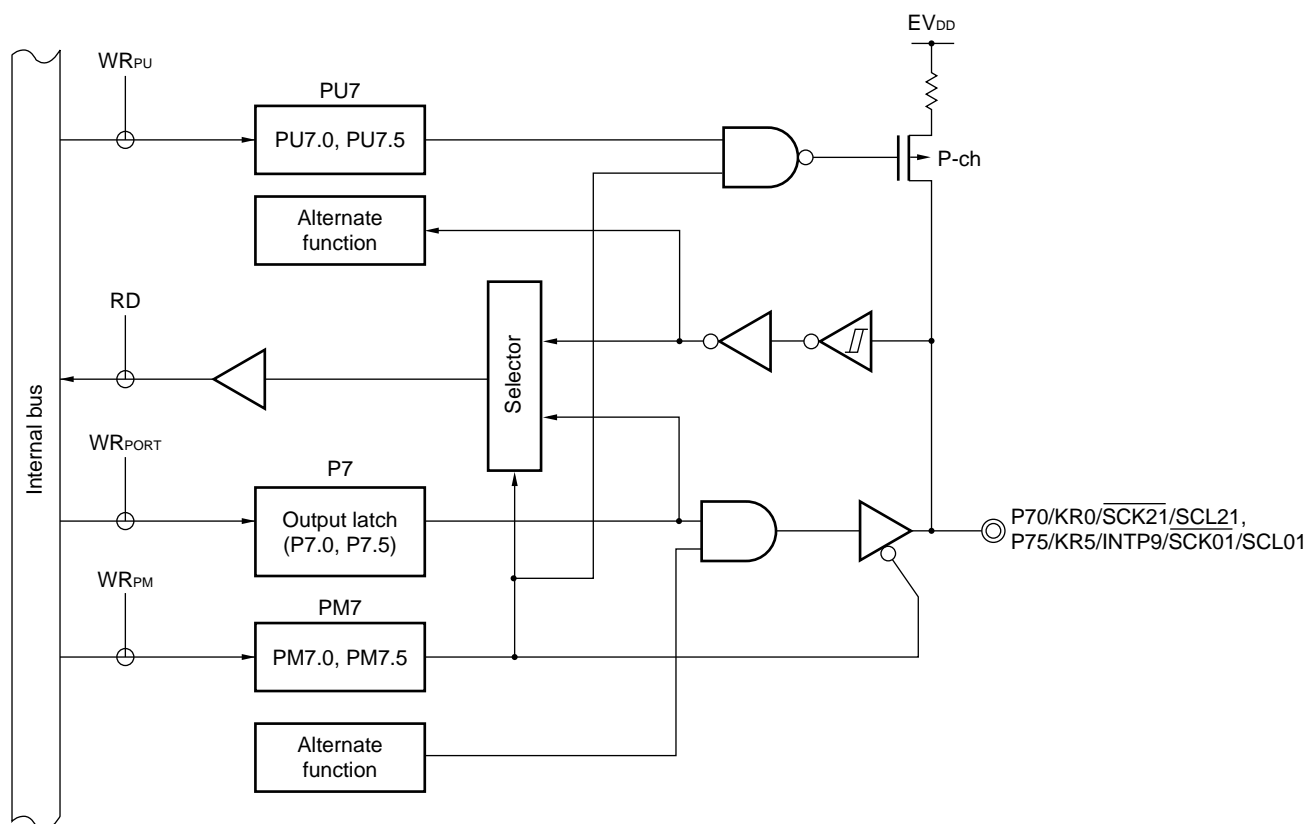 EVDD
WRPU
PU7
PU7.0, PU7.5
P-ch
Alternate
function
RD
Selector
Internal bus
WRPORT
P7
Output latch
(P7.0, P7.5)
P70/KR0/SCK21/SCL21,
P75/KR5/INTP9/SCK01/SCL01
WRPM
PM7
PM7.0, PM7.5
Alternate
function